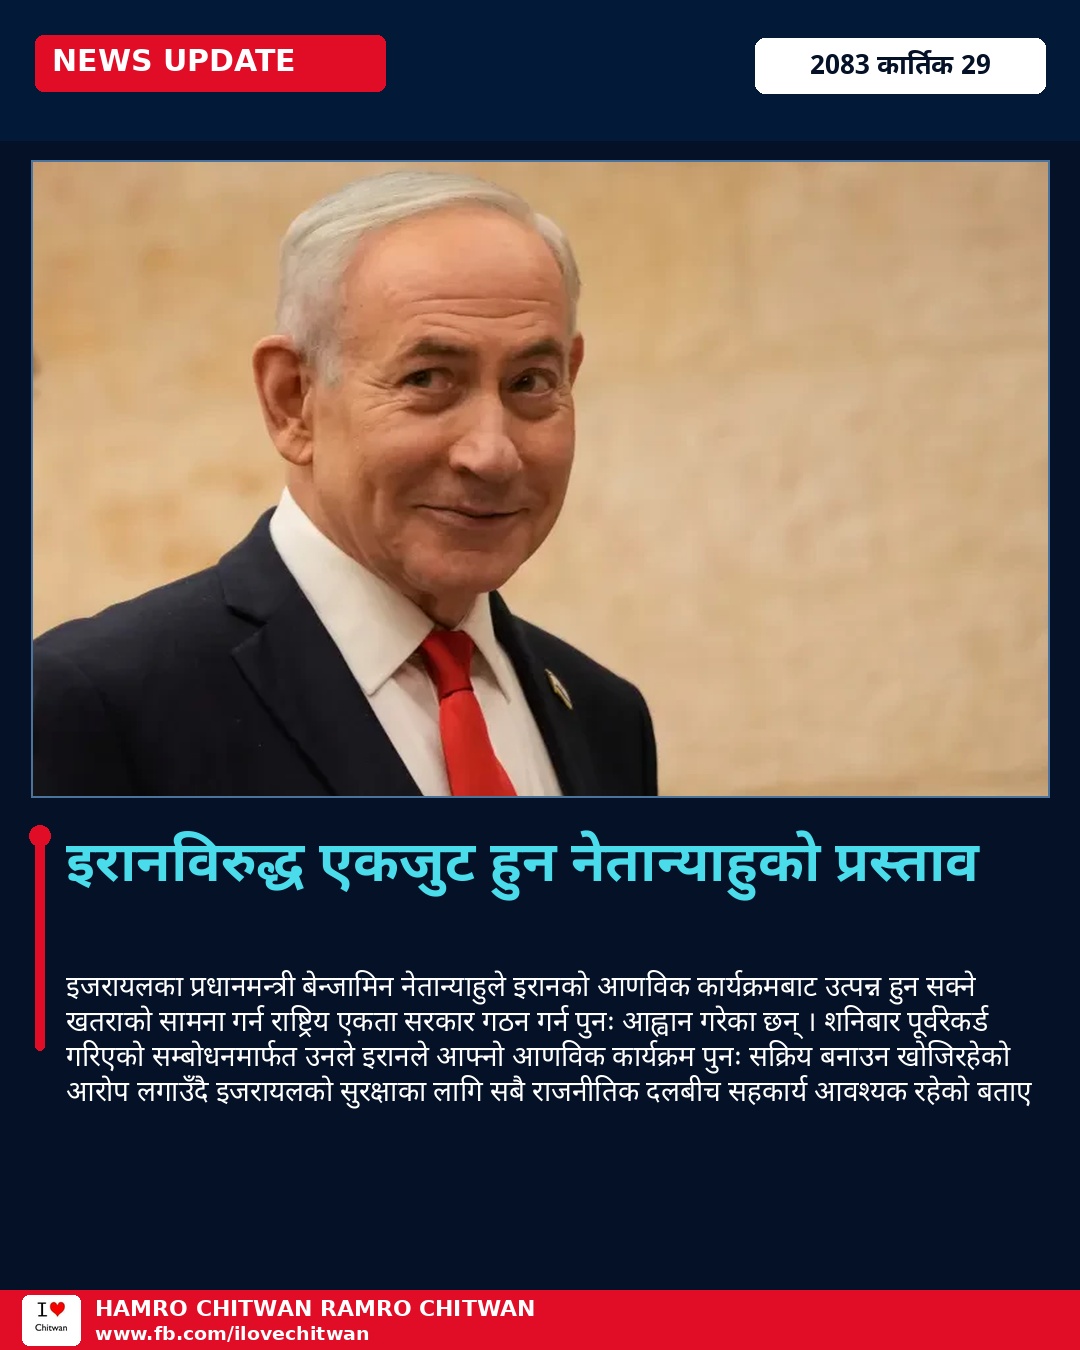 NEWS UPDATE
2083 कार्तिक 29
इरानविरुद्ध एकजुट हुन नेतान्याहुको प्रस्ताव
इजरायलका प्रधानमन्त्री बेन्जामिन नेतान्याहुले इरानको आणविक कार्यक्रमबाट उत्पन्न हुन सक्ने
खतराको सामना गर्न राष्ट्रिय एकता सरकार गठन गर्न पुनः आह्वान गरेका छन् । शनिबार पूर्वरेकर्ड
गरिएको सम्बोधनमार्फत उनले इरानले आफ्नो आणविक कार्यक्रम पुनः सक्रिय बनाउन खोजिरहेको
आरोप लगाउँदै इजरायलको सुरक्षाका लागि सबै राजनीतिक दलबीच सहकार्य आवश्यक रहेको बताए
I ❤
Chitwan
HAMRO CHITWAN RAMRO CHITWAN
www.fb.com/ilovechitwan